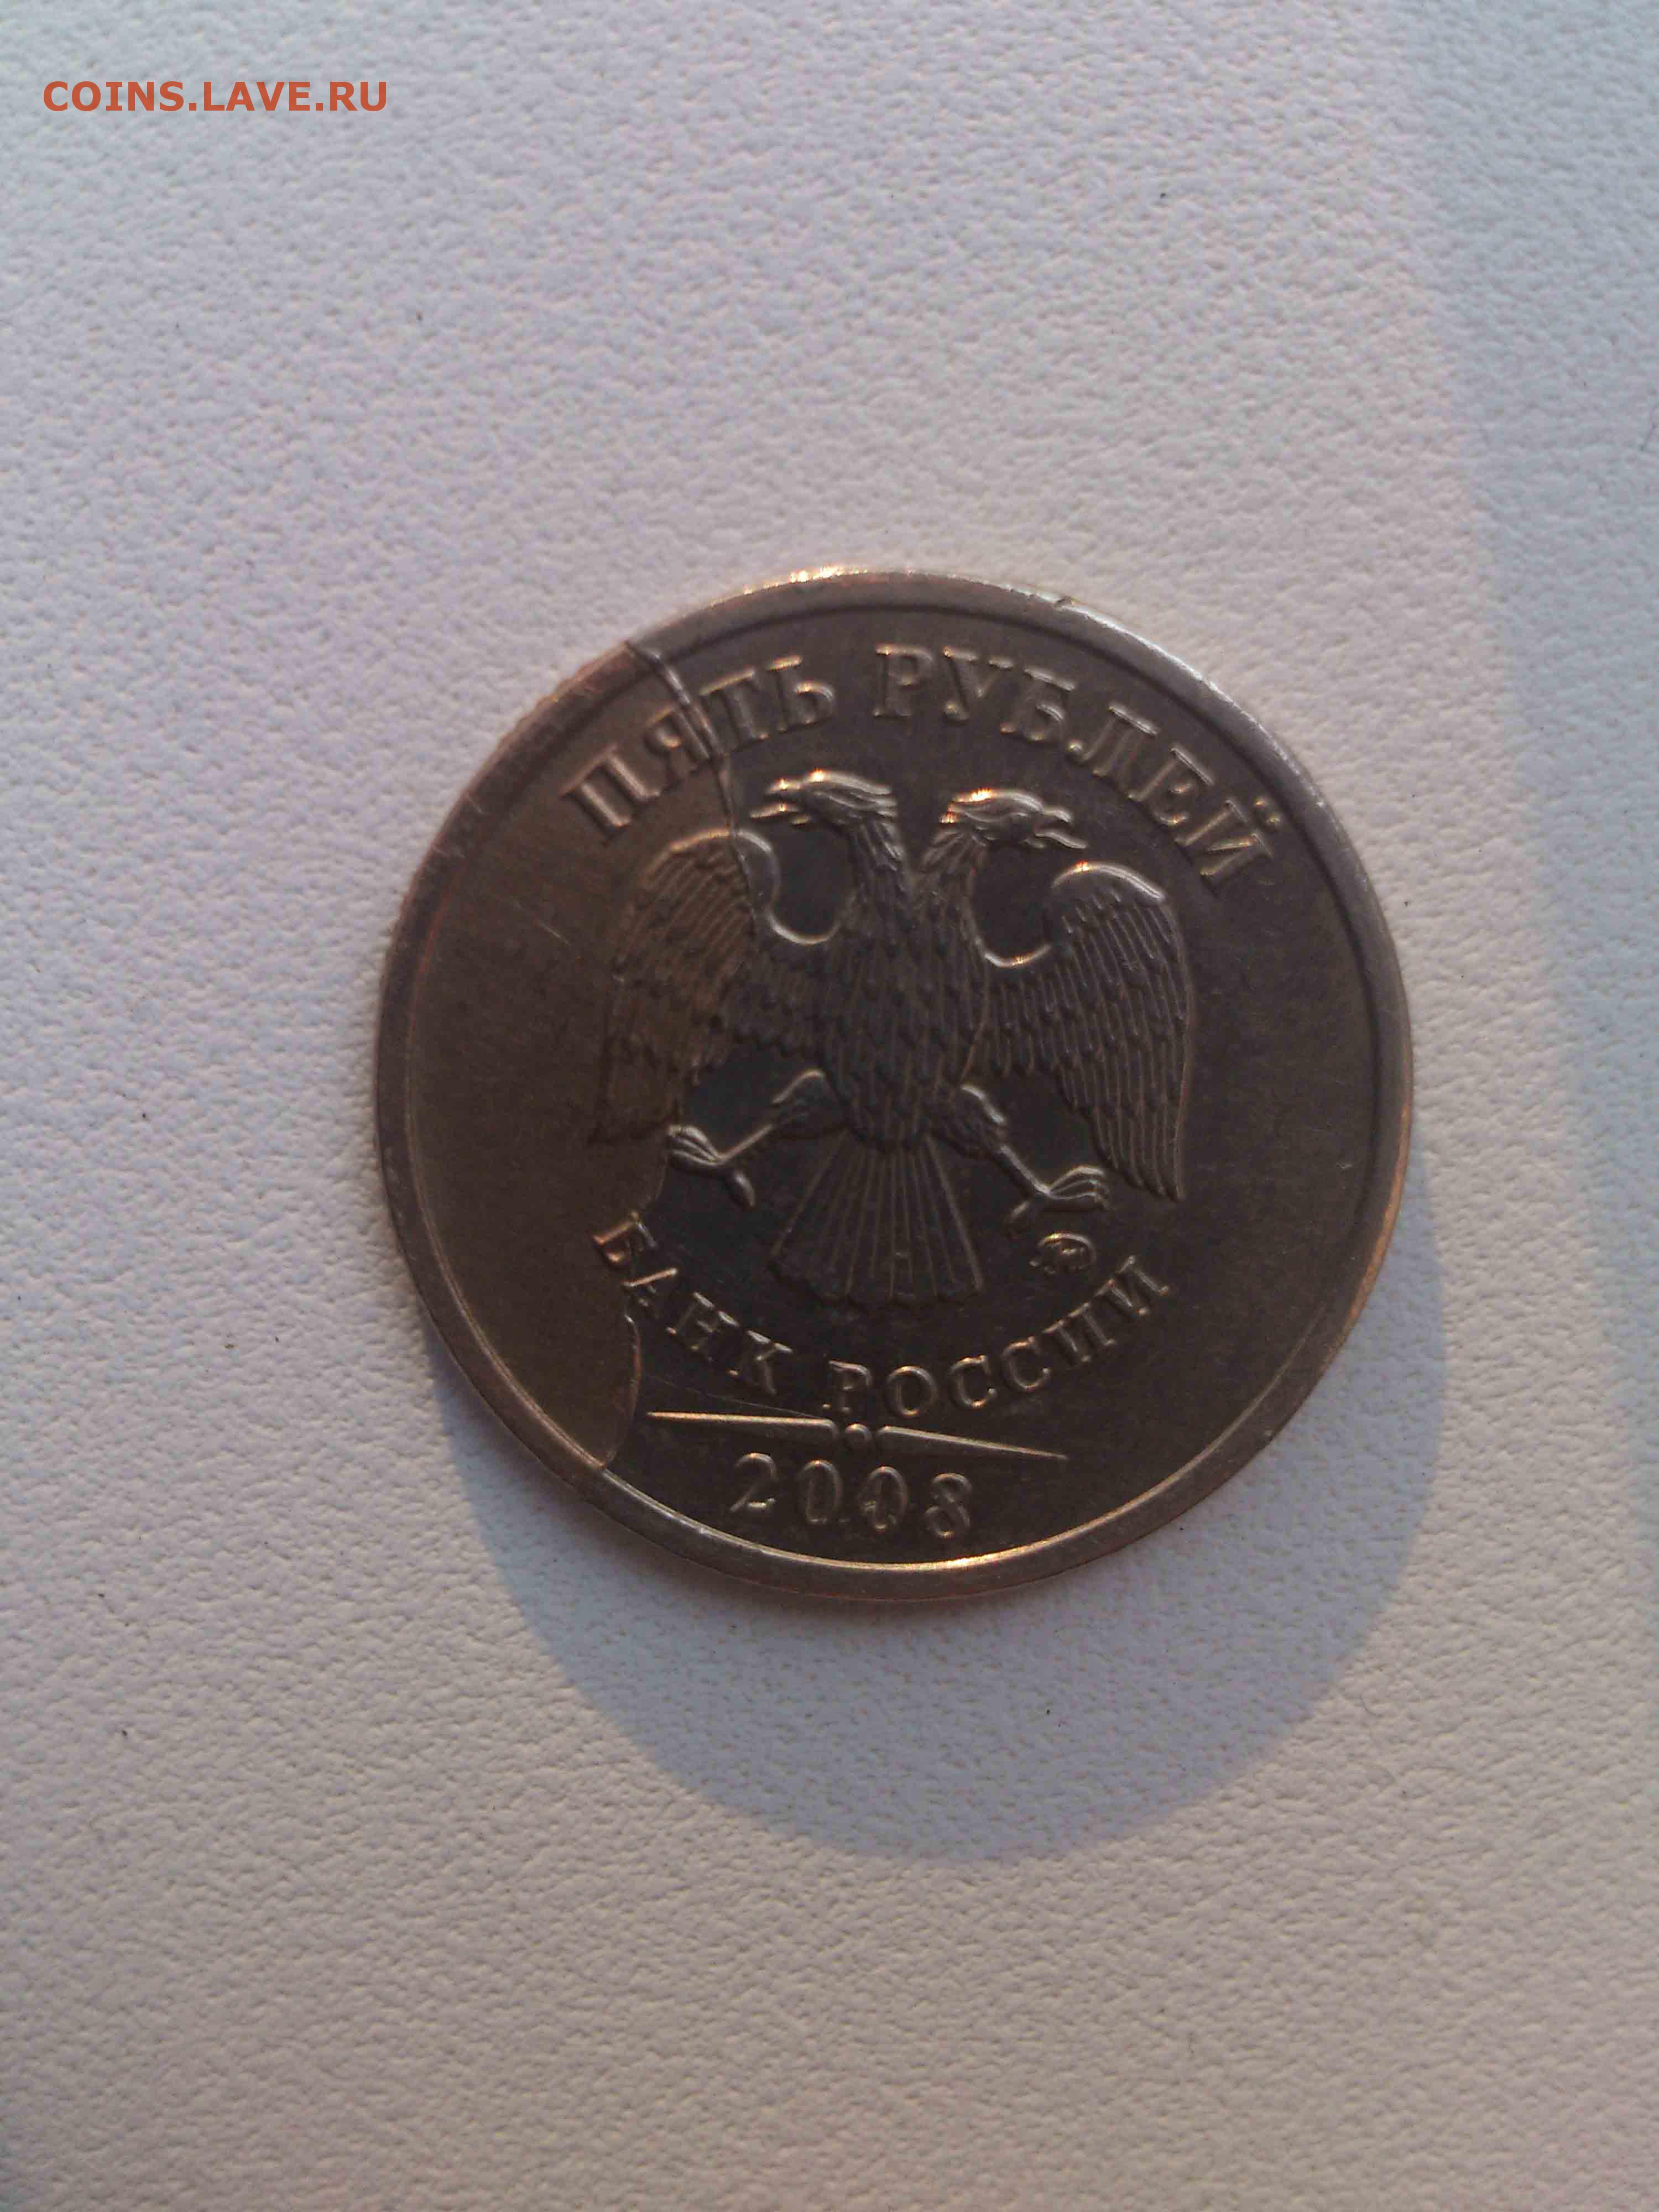 COINS.LAVE.RU
ПЯТЬ РУБЛЕЙ
БАНК РОССИИ
2008